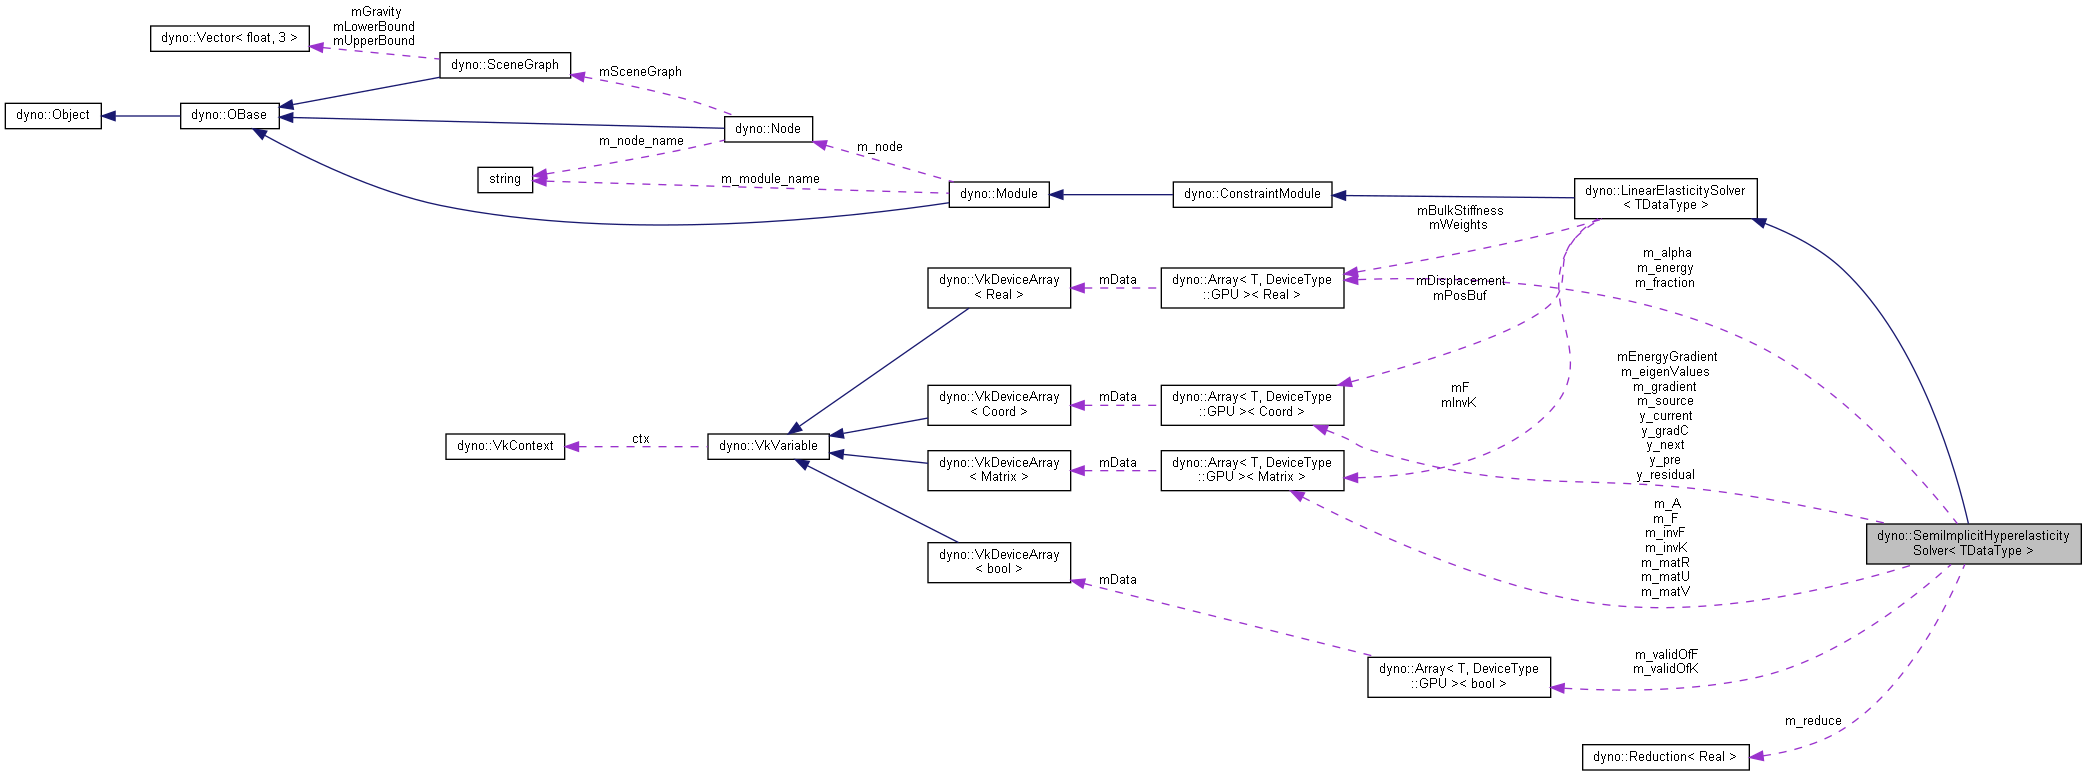 mGravity
mLowerBound
mUpperBound
dyno::Vector< float, 3 >
dyno::SceneGraph
mSceneGraph
dyno::Object
dyno::OBase
dyno::Node
m_node_name
m_node
string
m_module_name
dyno::Module
dyno::ConstraintModule
dyno::LinearElasticitySolver
< TDataType >
mBulkStiffness
mWeights
m_alpha
m_energy
m_fraction
dyno::VkDeviceArray
< Real >
mData
dyno::Array< T, DeviceType
::GPU >< Real >
mDisplacement
mPosBuf
mEnergyGradient
m_eigenValues
m_gradient
m_source
y_current
y_gradC
y_next
y_pre
y_residual
dyno::VkDeviceArray
< Coord >
mData
dyno::Array< T, DeviceType
::GPU >< Coord >
mF
mInvK
dyno::VkContext
ctx
dyno::VkVariable
dyno::VkDeviceArray
< Matrix >
mData
dyno::Array< T, DeviceType
::GPU >< Matrix >
m_A
m_F
m_invF
m_invK
m_matR
m_matU
m_matV
dyno::SemiImplicitHyperelasticity
Solver< TDataType >
dyno::VkDeviceArray
< bool >
mData
dyno::Array< T, DeviceType
::GPU >< bool >
m_validOfF
m_validOfK
m_reduce
dyno::Reduction< Real >